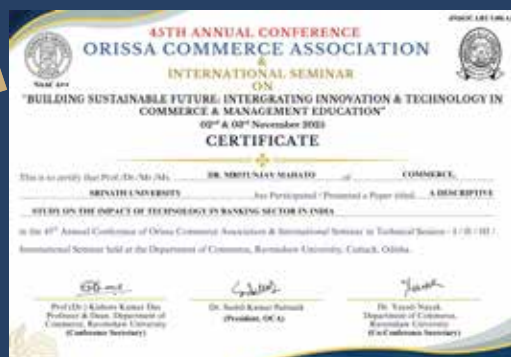 45TH ANNUAL CONFERENCE
ORISSA COMMERCE ASSOCIATION
&
INTERNATIONAL SEMINAR
ON
"BUILDING SUSTAINABLE FUTURE: INTERGRATING INNOVATION & TECHNOLOGY IN
COMMERCE & MANAGEMENT EDUCATION"
02nd & 03rd November 2025
CERTIFICATE
This is to certify that Prof./Dr./Mr./Ms. DR. MRITUNJAY MAHATO of COMMERCE,
SRINATH UNIVERSITY has Participated / Presented a Paper titled A DESCRIPTIVE
STUDY ON THE IMPACT OF TECHNOLOGY IN BANKING SECTOR IN INDIA
in the 45th Annual Conference of Orissa Commerce Association & International Seminar in Technical Session - I / II / III /
International Seminar held at the Department of Commerce, Ravenshaw University, Cuttack, Odisha.
Prof.(Dr.) Kishore Kumar Das
Professor & Dean, Department of
Commerce, Ravenshaw University
(Conference Secretary)
Dr. Kumar
(President, OCA)
Dr. Nayak
Department of Commerce,
Ravenshaw University
(Co-Conference Secretary)